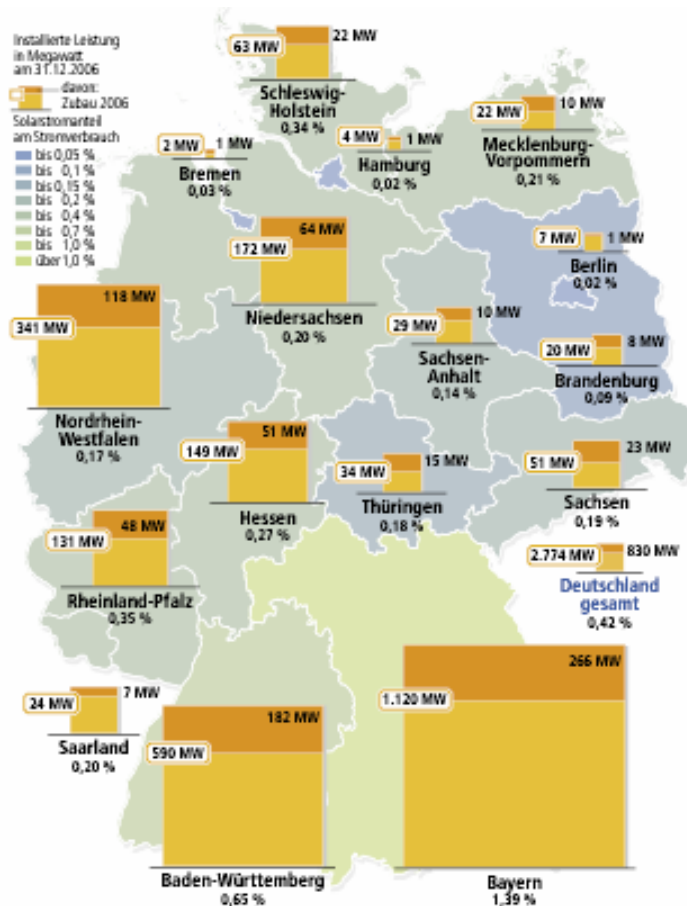 Installierte Leistung
in Megawatt
am 31.12.2006
davon:
Zubau 2006
Solarstromanteil
am Stromverbrauch
bis 0,05 %
bis 0,1 %
bis 0,15 %
bis 0,2 %
bis 0,4 %
bis 0,7 %
bis 1,0 %
über 1,0 %
63 MW
22 MW
Schleswig-
Holstein
0,34 %
2 MW
1 MW
Bremen
0,03 %
4 MW
1 MW
Hamburg
0,02 %
22 MW
10 MW
Mecklenburg-
Vorpommern
0,21 %
172 MW
64 MW
Niedersachsen
0,20 %
7 MW
1 MW
Berlin
0,02 %
341 MW
118 MW
Nordrhein-
Westfalen
0,17 %
29 MW
10 MW
Sachsen-
Anhalt
0,14 %
20 MW
8 MW
Brandenburg
0,09 %
149 MW
51 MW
Hessen
0,27 %
34 MW
15 MW
Thüringen
0,18 %
51 MW
23 MW
Sachsen
0,19 %
131 MW
48 MW
Rheinland-Pfalz
0,35 %
2.774 MW
830 MW
Deutschland
gesamt
0,42 %
24 MW
7 MW
Saarland
0,20 %
590 MW
182 MW
Baden-Württemberg
0,65 %
1.120 MW
266 MW
Bayern
1,39 %